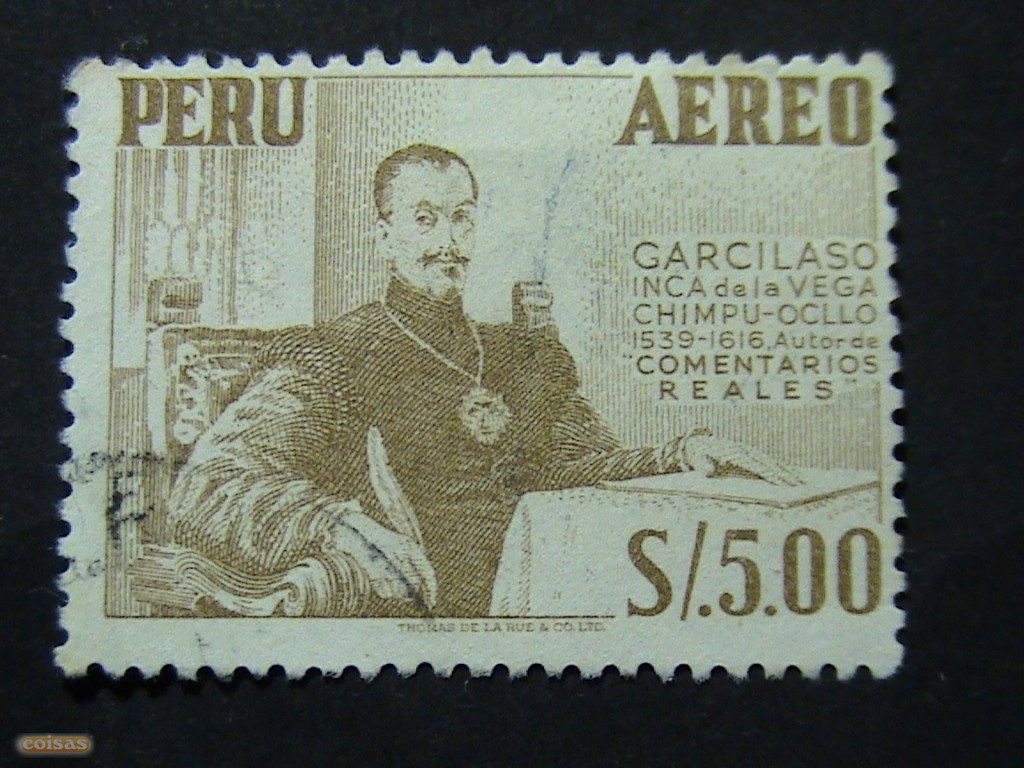 PERU AEREO
GARCILASO
INCA de la VEGA
CHIMPU-OCLLO
1539-1616, Autor de
"COMENTARIOS
REALES"
S/.5.00
THOMAS DE LA RUE & CO. LTD.
coisas